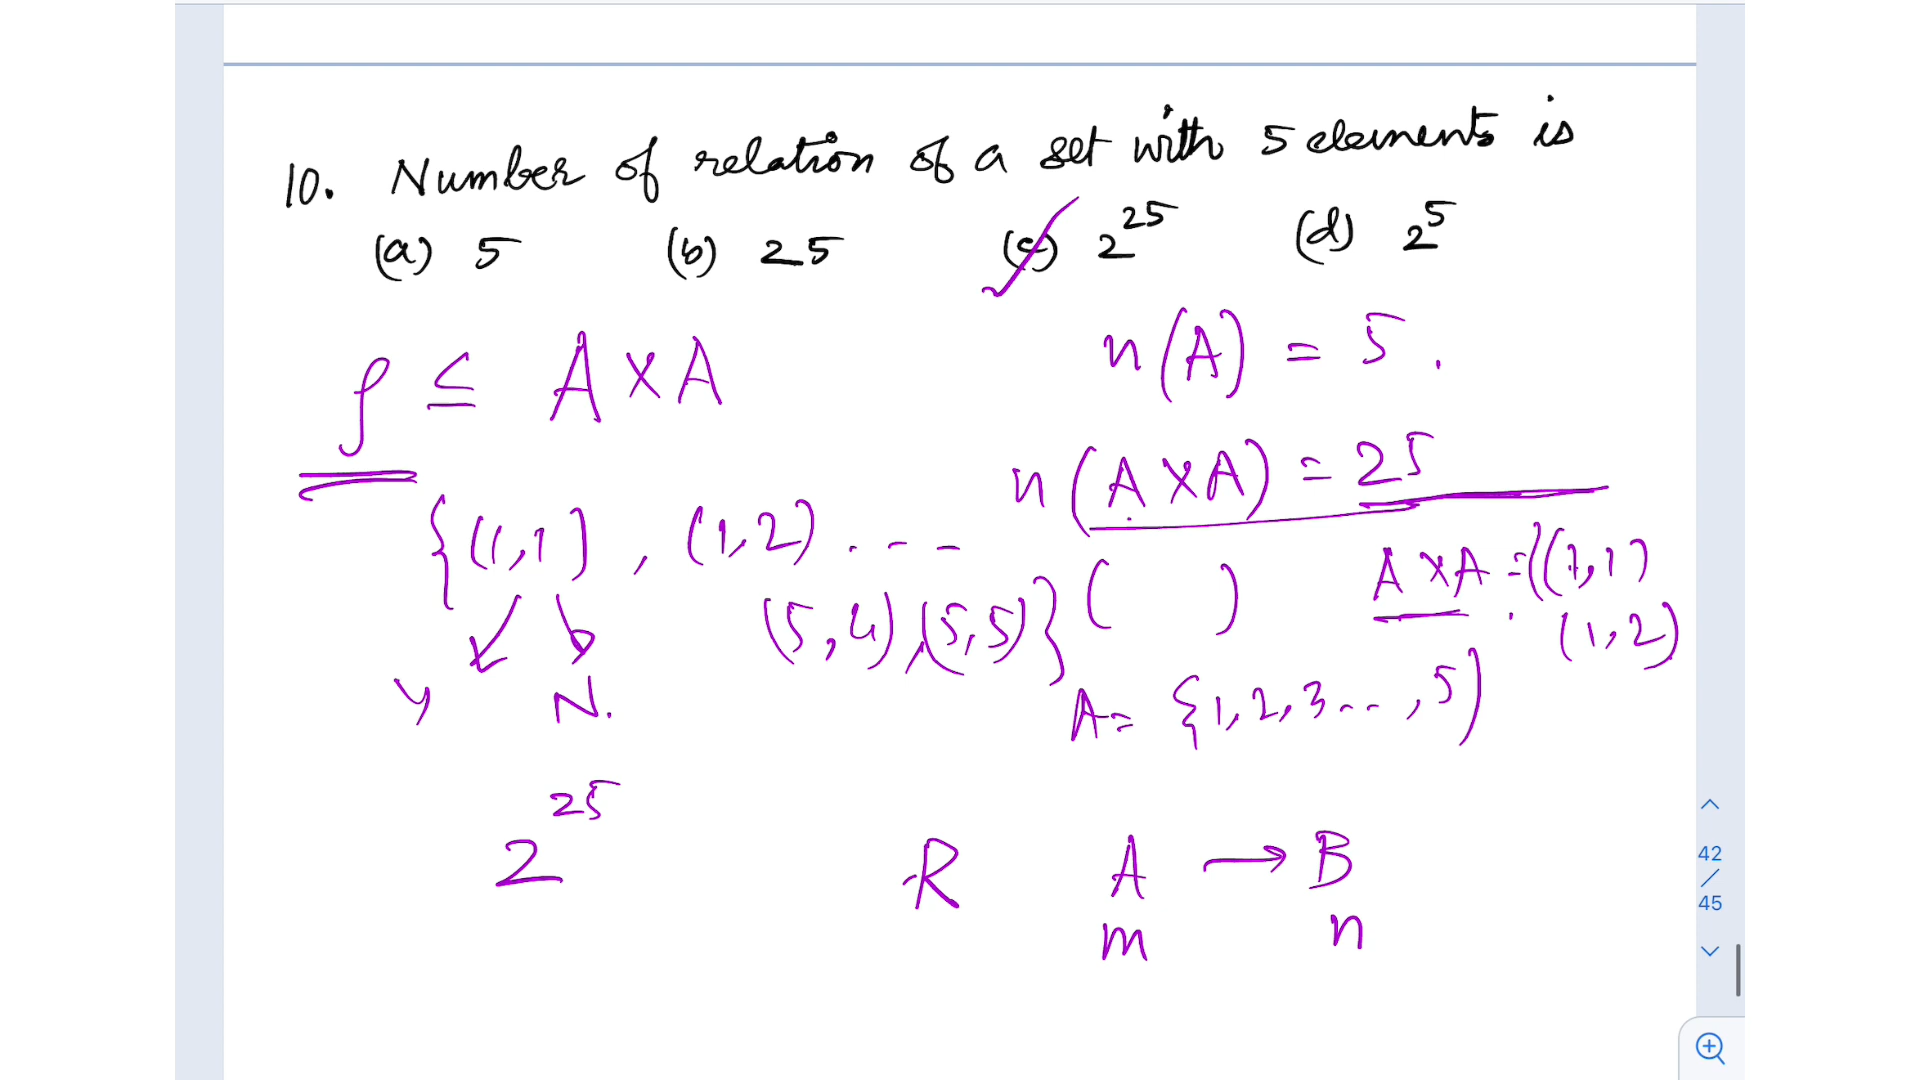 10. Number of relation of a set with 5 elements is
(a) 5 (b) 25 (c) 2^25 (d) 2^5
n(A) = 5.
ρ ⊆ A×A
n(A×A) = 25
{(1,1), (1,2) . - -
(5,4),(5,5)} ( )
A×A = {(1,1)
(1,2)
y N.
A = {1,2,3--,5}
2^25
R A → B
m n
42
/
45